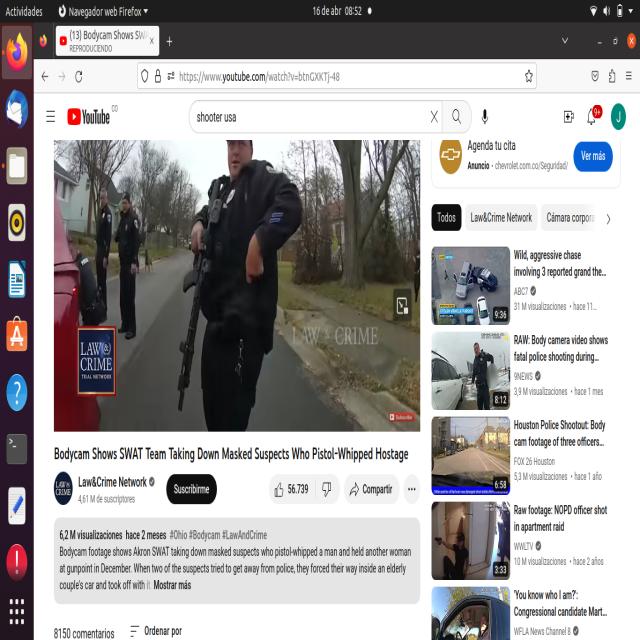 Actividades
Navegador web Firefox
16 de abr 08:52
(13) Bodycam Shows SWA
REPRODUCIENDO
https://www.youtube.com/watch?v=btnGXKTj-48
YouTube CO
shooter usa
9+
J
Agenda tu cita
Anuncio · chevrolet.com.co/Seguridad/
Ver más
Todos
Law&Crime Network
Cámara corpora
LAW & CRIME
LAW&
CRIME
TRIAL NETWORK
Subscribe
Bodycam Shows SWAT Team Taking Down Masked Suspects Who Pistol-Whipped Hostage
Law&Crime Network
4,61 M de suscriptores
Suscribirme
56.739
Compartir
6,2 M visualizaciones hace 2 meses #Ohio #Bodycam #LawAndCrime
Bodycam footage shows Akron SWAT taking down masked suspects who pistol-whipped a man and held another woman
at gunpoint in December. When two of the suspects tried to get away from police, they forced their way inside an elderly
couple's car and took off with it Mostrar más
8150 comentarios
Ordenar por
Wild, aggressive chase
involving 3 reported grand the...
ABC7
31 M visualizaciones · hace 11...
9:36
RAW: Body camera video shows
fatal police shooting during...
9NEWS
3,9 M visualizaciones · hace 1 mes
8:12
Houston Police Shootout: Body
cam footage of three officers...
FOX 26 Houston
5,3 M visualizaciones · hace 1 año
6:58
Raw footage: NOPD officer shot
in apartment raid
WWLTV
10 M visualizaciones · hace 2 años
3:33
'You know who I am?':
Congressional candidate Mart...
WFLA News Channel 8